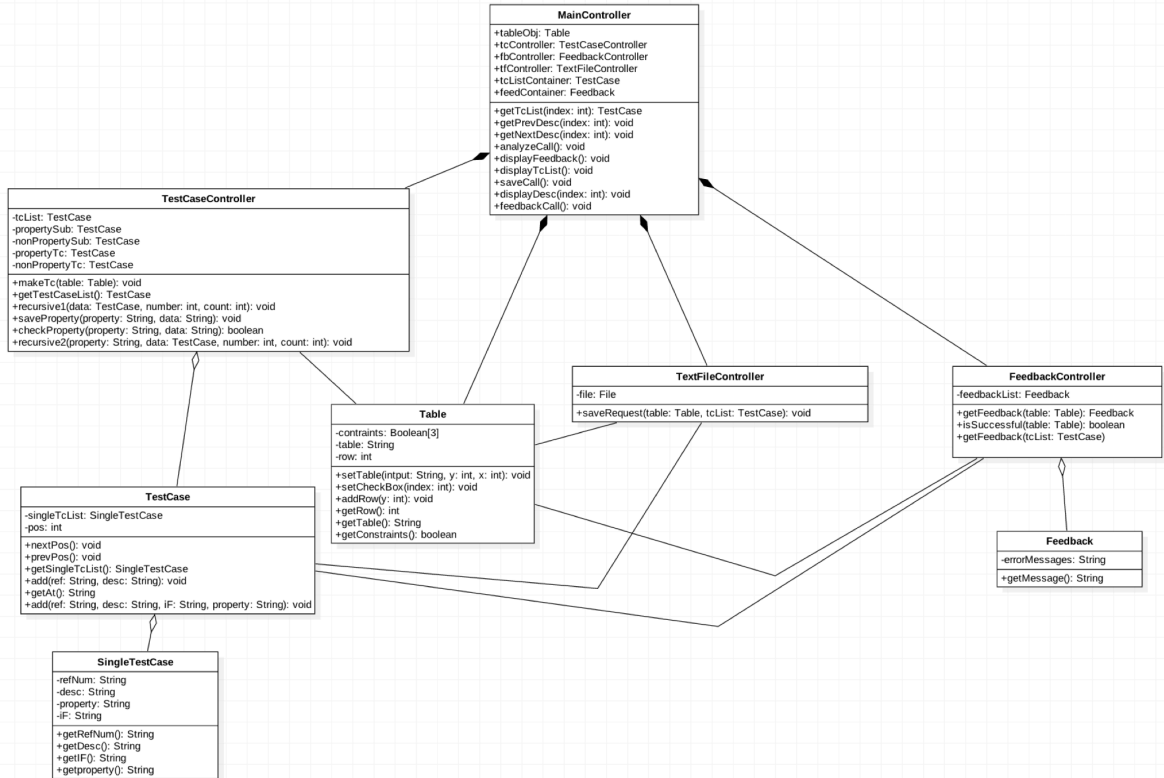 MainController
+tableObj: Table
+tcController: TestCaseController
+fbController: FeedbackController
+tfController: TextFileController
+tcListContainer: TestCase
+feedContainer: Feedback
+getTcList(index: int): TestCase
+getPrevDesc(index: int): void
+getNextDesc(index: int): void
+analyzeCall(): void
+displayFeedback(): void
+displayTcList(): void
+saveCall(): void
+displayDesc(index: int): void
+feedbackCall(): void
TestCaseController
-tcList: TestCase
-propertySub: TestCase
-nonPropertySub: TestCase
-propertyTc: TestCase
-nonPropertyTc: TestCase
+makeTc(table: Table): void
+getTestCaseList(): TestCase
+recursive1(data: TestCase, number: int, count: int): void
+saveProperty(property: String, data: String): void
+checkProperty(property: String, data: String): boolean
+recursive2(property: String, data: TestCase, number: int, count: int): void
TextFileController
-file: File
+saveRequest(table: Table, tcList: TestCase): void
FeedbackController
-feedbackList: Feedback
+getFeedback(table: Table): Feedback
+isSuccessful(table: Table): boolean
+getFeedback(tcList: TestCase)
Table
-contraints: Boolean[3]
-table: String
-row: int
+setTable(intput: String, y: int, x: int): void
+setCheckBox(index: int): void
+addRow(y: int): void
+getRow(): int
+getTable(): String
+getConstraints(): boolean
TestCase
-singleTcList: SingleTestCase
-pos: int
+nextPos(): void
+prevPos(): void
+getSingleTcList(): SingleTestCase
+add(ref: String, desc: String): void
+getAt(): String
+add(ref: String, desc: String, iF: String, property: String): void
Feedback
-errorMessages: String
+getMessage(): String
SingleTestCase
-refNum: String
-desc: String
-property: String
-iF: String
+getRefNum(): String
+getDesc(): String
+getIF(): String
+getproperty(): String